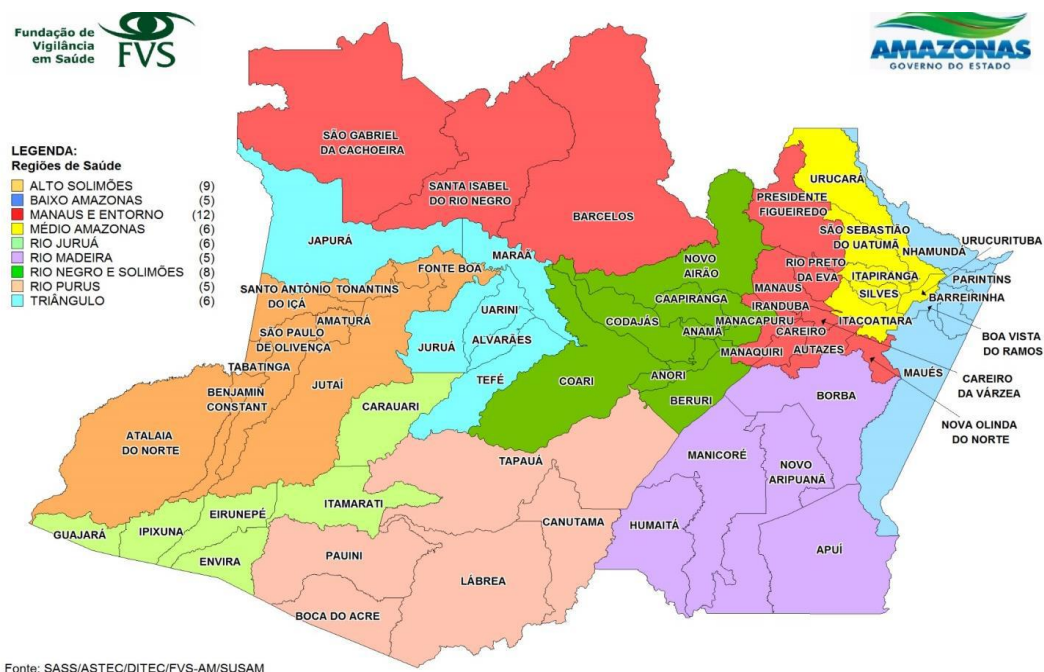 Fundação de
Vigilância
em Saúde
FVS
AMAZONAS
GOVERNO DO ESTADO
LEGENDA:
Regiões de Saúde
ALTO SOLIMÕES (9)
BAIXO AMAZONAS (5)
MANAUS E ENTORNO (12)
MÉDIO AMAZONAS (6)
RIO JURUÁ (6)
RIO MADEIRA (5)
RIO NEGRO E SOLIMÕES (8)
RIO PURUS (5)
TRIÂNGULO (6)
SÃO GABRIEL
DA CACHOEIRA
SANTA ISABEL
DO RIO NEGRO
BARCELOS
URUCARÁ
PRESIDENTE
FIGUEIREDO
SÃO SEBASTIÃO
DO UATUMÃ
URUCURITUBA
NHAMUNDÁ
JAPURÁ
MARAÃ
NOVO
AIRÃO
RIO PRETO
DA EVA
ITAPIRANGA
PARINTINS
FONTE BOA
SANTO ANTÔNIO
DO IÇÁ
TONANTINS
MANAUS
SILVES
BARREIRINHA
CAAPIRANGA
IRANDUBA
UARINI
AMATURÁ
CODAJÁS
MANACAPURU
ITACOATIARA
SÃO PAULO
DE OLIVENÇA
ANAMÃ
CAREIRO
BOA VISTA
DO RAMOS
JURUÁ
ALVARÃES
MANAQUIRI
AUTAZES
TABATINGA
MAUÉS
CAREIRO
DA VÁRZEA
JUTAÍ
TEFÉ
COARI
ANORI
BENJAMIN
CONSTANT
CARAUARI
BERURI
BORBA
NOVA OLINDA
DO NORTE
ATALAIA
DO NORTE
TAPAUÁ
MANICORÉ
NOVO
ARIPUANÃ
ITAMARATI
EIRUNEPÉ
CANUTAMA
HUMAITÁ
GUAJARÁ
IPIXUNA
ENVIRA
PAUINI
APUÍ
LÁBREA
BOCA DO ACRE
Fonte: SASS/ASTEC/DITEC/FVS-AM/SUSAM